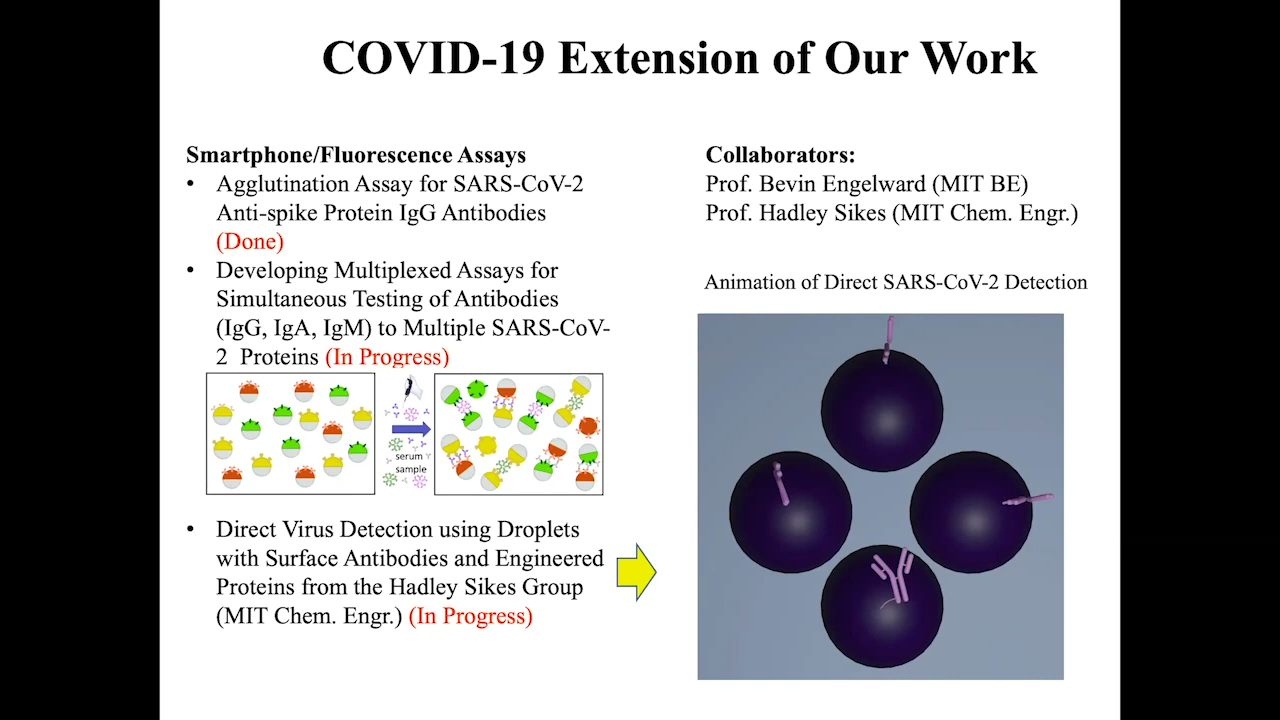 COVID-19 Extension of Our Work
Smartphone/Fluorescence Assays
• Agglutination Assay for SARS-CoV-2
Anti-spike Protein IgG Antibodies
(Done)
• Developing Multiplexed Assays for
Simultaneous Testing of Antibodies
(IgG, IgA, IgM) to Multiple SARS-CoV-
2 Proteins (In Progress)
serum
sample
• Direct Virus Detection using Droplets
with Surface Antibodies and Engineered
Proteins from the Hadley Sikes Group
(MIT Chem. Engr.) (In Progress)
Collaborators:
Prof. Bevin Engelward (MIT BE)
Prof. Hadley Sikes (MIT Chem. Engr.)
Animation of Direct SARS-CoV-2 Detection